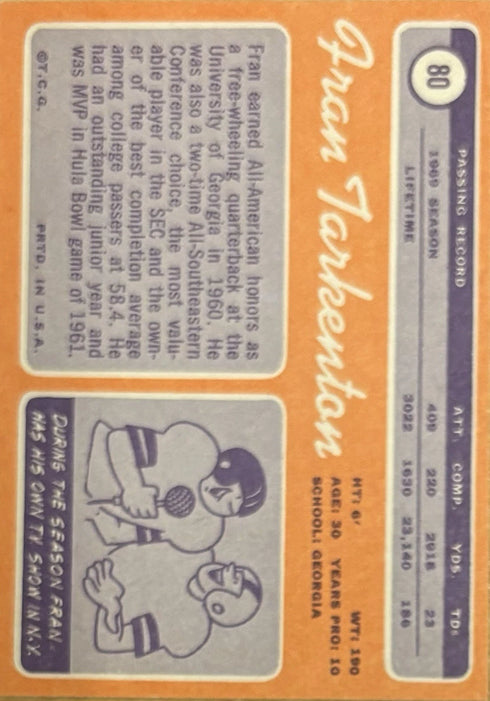 80
PASSING RECORD ATT. COMP. YDS. TDs
1969 SEASON 409 220 2918 23
LIFETIME 3022 1630 23,140 186
Fran Tarkenton
HT: 6' WT: 190
AGE: 30 YEARS PRO: 10
SCHOOL: GEORGIA
Fran earned All-American honors as
a free-wheeling quarterback at the
University of Georgia in 1960. He
was also a two-time All-Southeastern
Conference choice, the most valu-
able player in the SEC and the own-
er of the best completion average
among college passers at 58.4. He
had an outstanding junior year and
was MVP in Hula Bowl game of 1961.
©T.C.G. PRTD. IN U.S.A.
DURING THE SEASON FRAN
HAS HIS OWN TV SHOW IN N.Y.